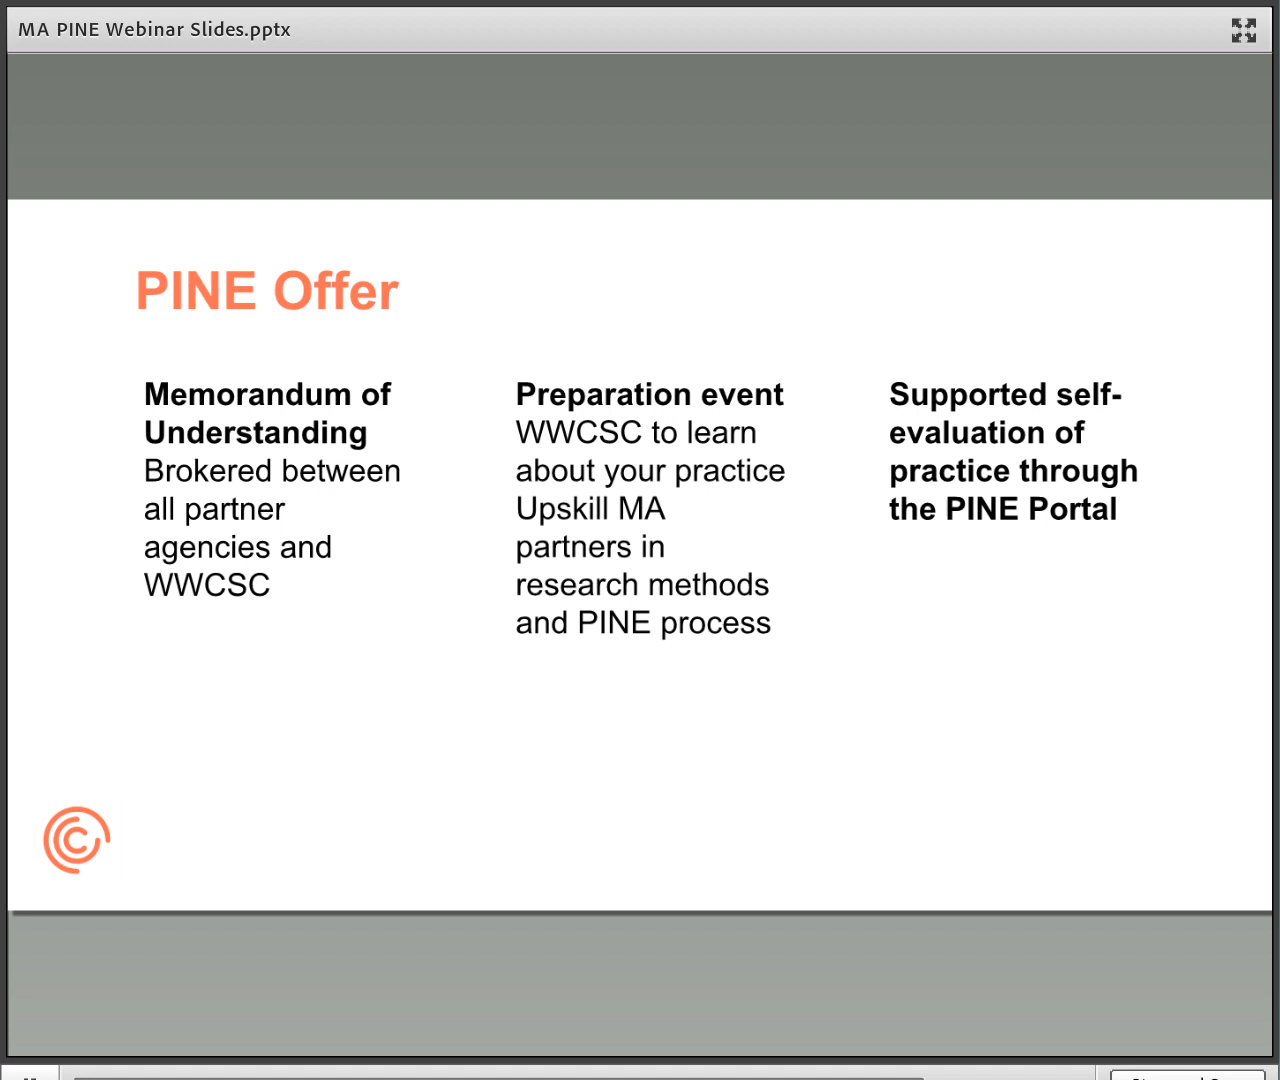 MA PINE Webinar Slides.pptx
PINE Offer
Memorandum of
Understanding
Brokered between
all partner
agencies and
WWCSC
Preparation event
WWCSC to learn
about your practice
Upskill MA
partners in
research methods
and PINE process
Supported self-
evaluation of
practice through
the PINE Portal